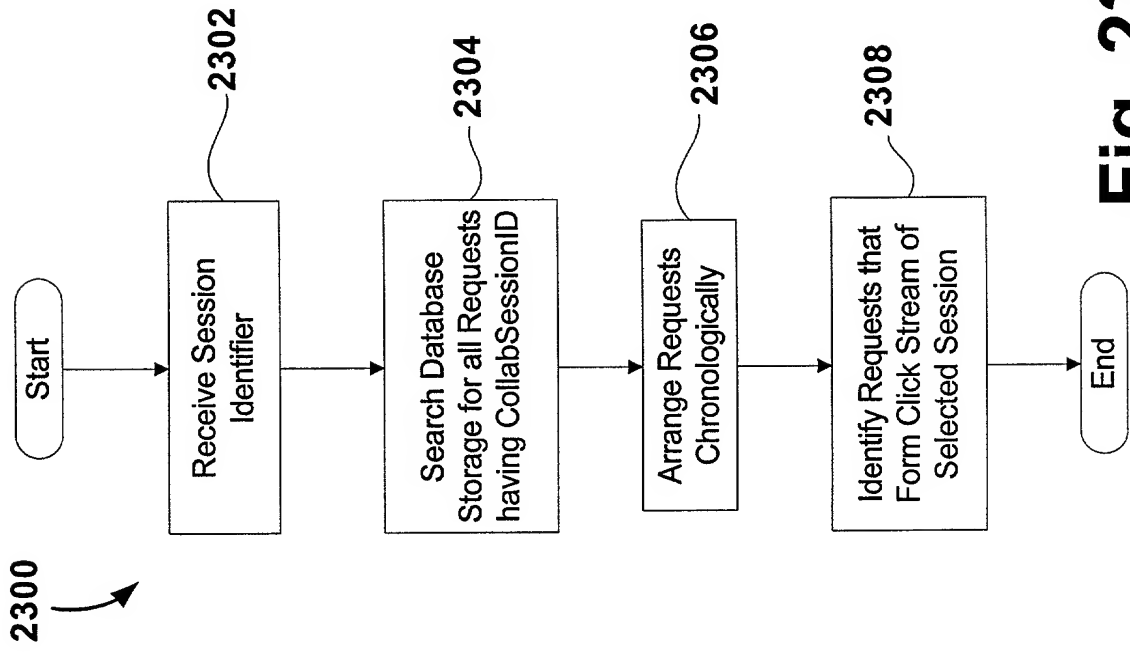 2300
Start
Receive Session
Identifier
2302
Search Database
Storage for all Requests
having CollabSessionID
2304
Arrange Requests
Chronologically
2306
Identify Requests that
Form Click Stream of
Selected Session
2308
End
Fig